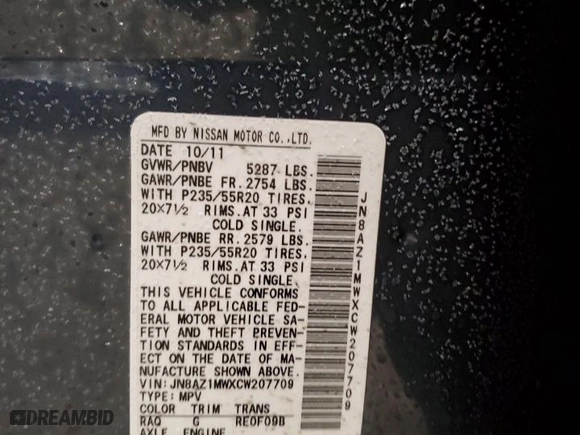 MFD BY NISSAN MOTOR CO.,LTD.
DATE 10/11
GVWR/PNBV 5287 LBS.
GAWR/PNBE FR. 2754 LBS.
WITH P235/55R20 TIRES.
20X7½ RIMS. AT 33 PSI
COLD SINGLE.
GAWR/PNBE RR. 2579 LBS.
WITH P235/55R20 TIRES.
20X7½ RIMS. AT 33 PSI
COLD SINGLE.
THIS VEHICLE CONFORMS
TO ALL APPLICABLE FED-
ERAL MOTOR VEHICLE SA-
FETY AND THEFT PREVEN-
TION STANDARDS IN EFF-
ECT ON THE DATE OF MA-
NUFACTURE SHOWN ABOVE.
VIN: JN8AZ1MWXCW207709
TYPE: MPV
COLOR TRIM TRANS
RAQ G RE0F09B
AXLE ENGINE
JN8AZ1MWXCW207709
DREAMBID